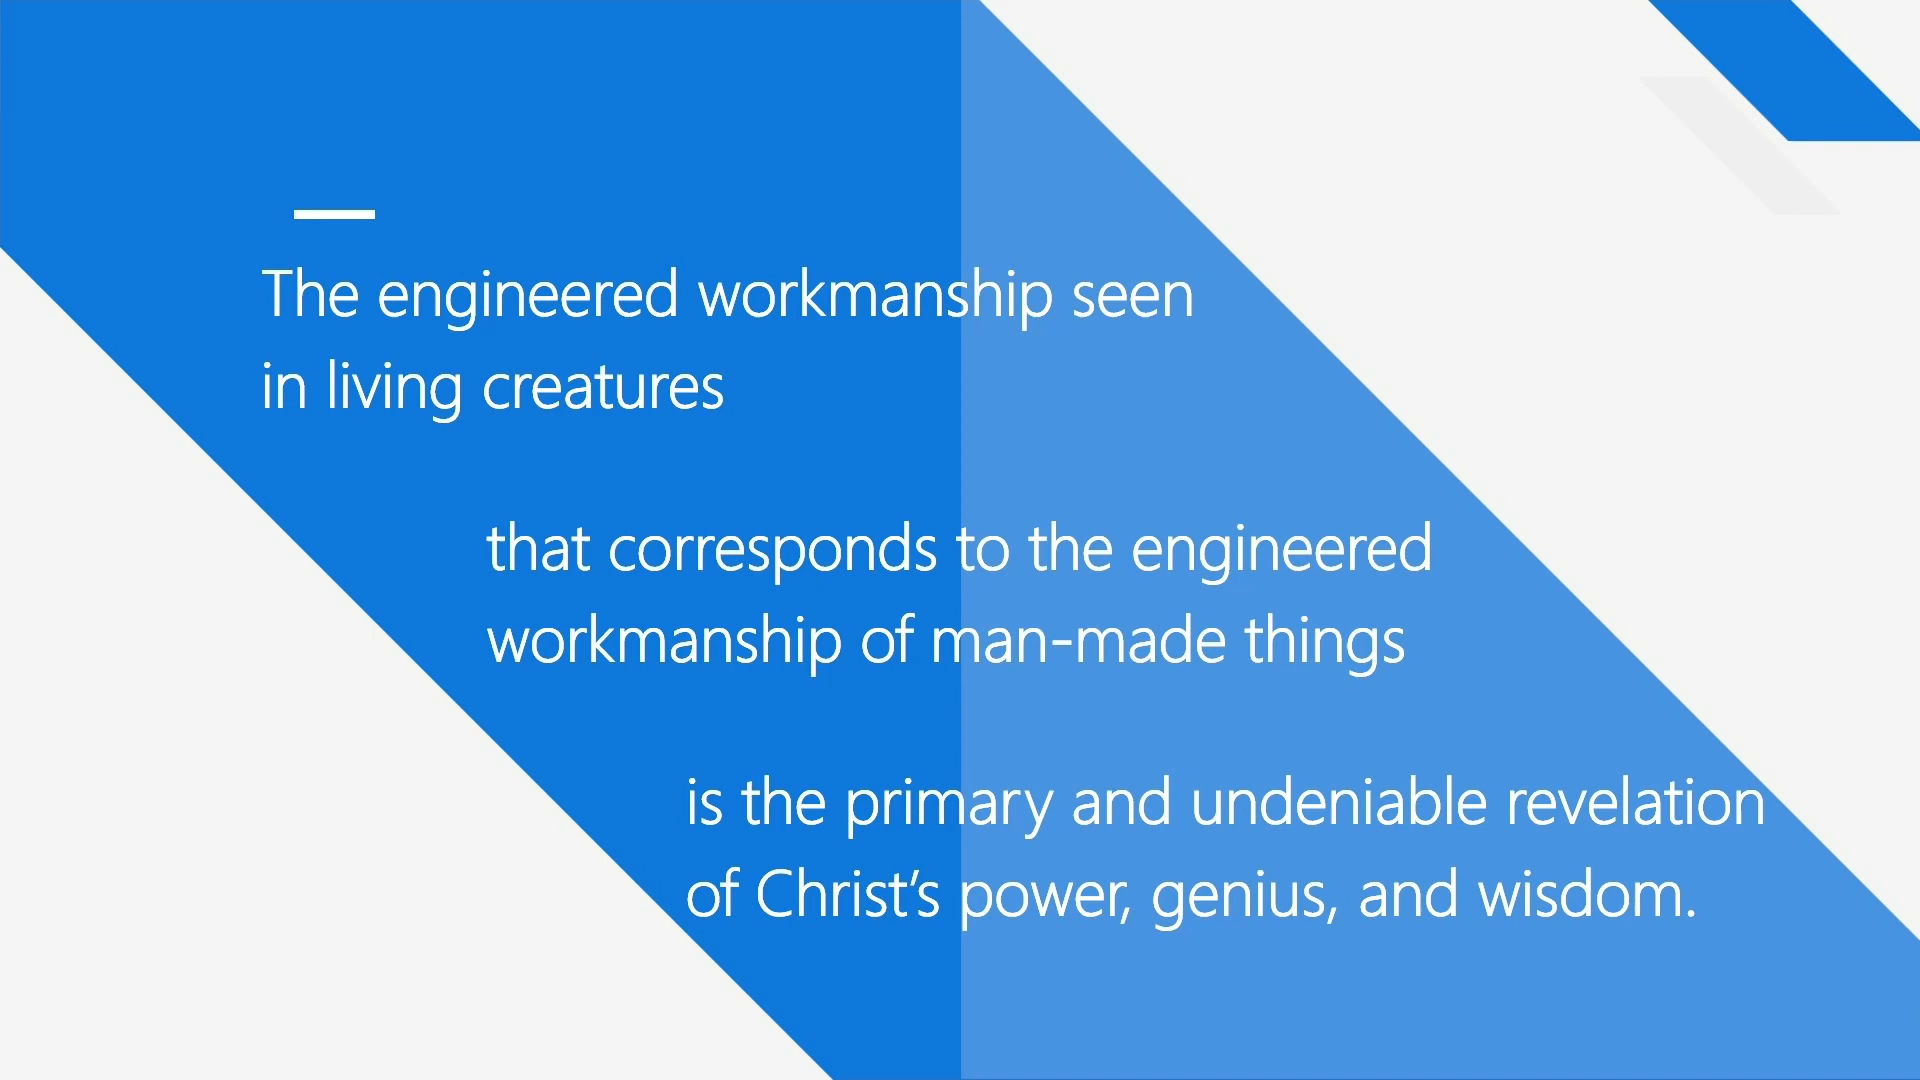 The engineered workmanship seen
in living creatures
that corresponds to the engineered
workmanship of man-made things
is the primary and undeniable revelation
of Christ’s power, genius, and wisdom.